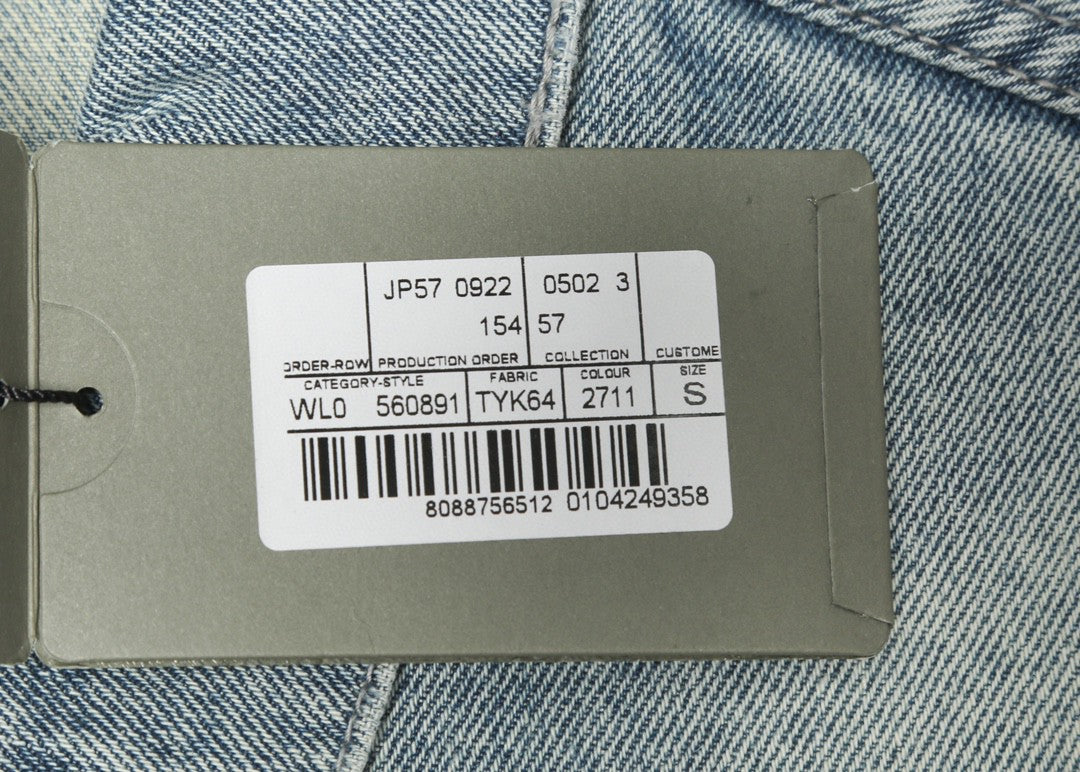 JP57 0922 0502 3
154 57
ORDER-ROW PRODUCTION ORDER COLLECTION CUSTOME
CATEGORY-STYLE FABRIC COLOUR SIZE
WL0 560891 TYK64 2711 S
8088756512 0104249358